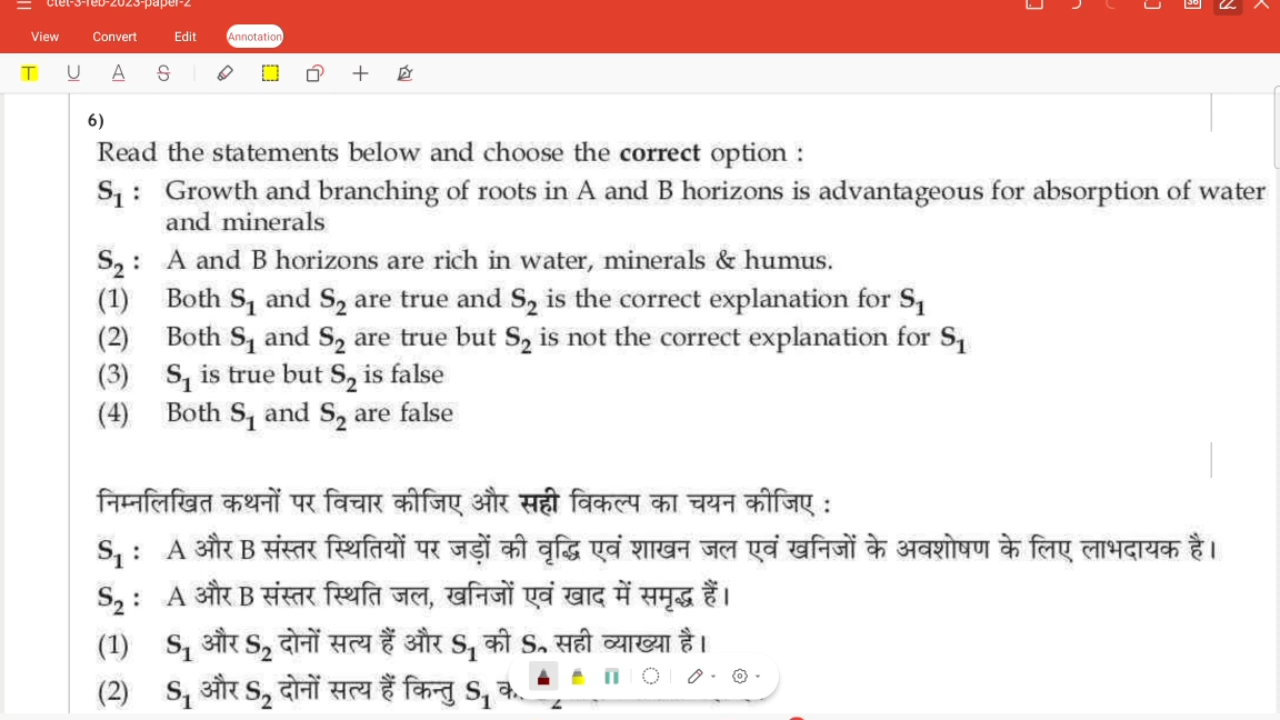 ctet-3-feb-2023-paper-2
View Convert Edit Annotation
6)
Read the statements below and choose the correct option :
S1 : Growth and branching of roots in A and B horizons is advantageous for absorption of water
and minerals
S2 : A and B horizons are rich in water, minerals & humus.
(1) Both S1 and S2 are true and S2 is the correct explanation for S1
(2) Both S1 and S2 are true but S2 is not the correct explanation for S1
(3) S1 is true but S2 is false
(4) Both S1 and S2 are false
निम्नलिखित कथनों पर विचार कीजिए और सही विकल्प का चयन कीजिए :
S1 : A और B संस्तर स्थितियों पर जड़ों की वृद्धि एवं शाखन जल एवं खनिजों के अवशोषण के लिए लाभदायक है।
S2 : A और B संस्तर स्थिति जल, खनिजों एवं खाद में समृद्ध हैं।
(1) S1 और S2 दोनों सत्य हैं और S1 की S2 सही व्याख्या है।
(2) S1 और S2 दोनों सत्य हैं किन्तु S1